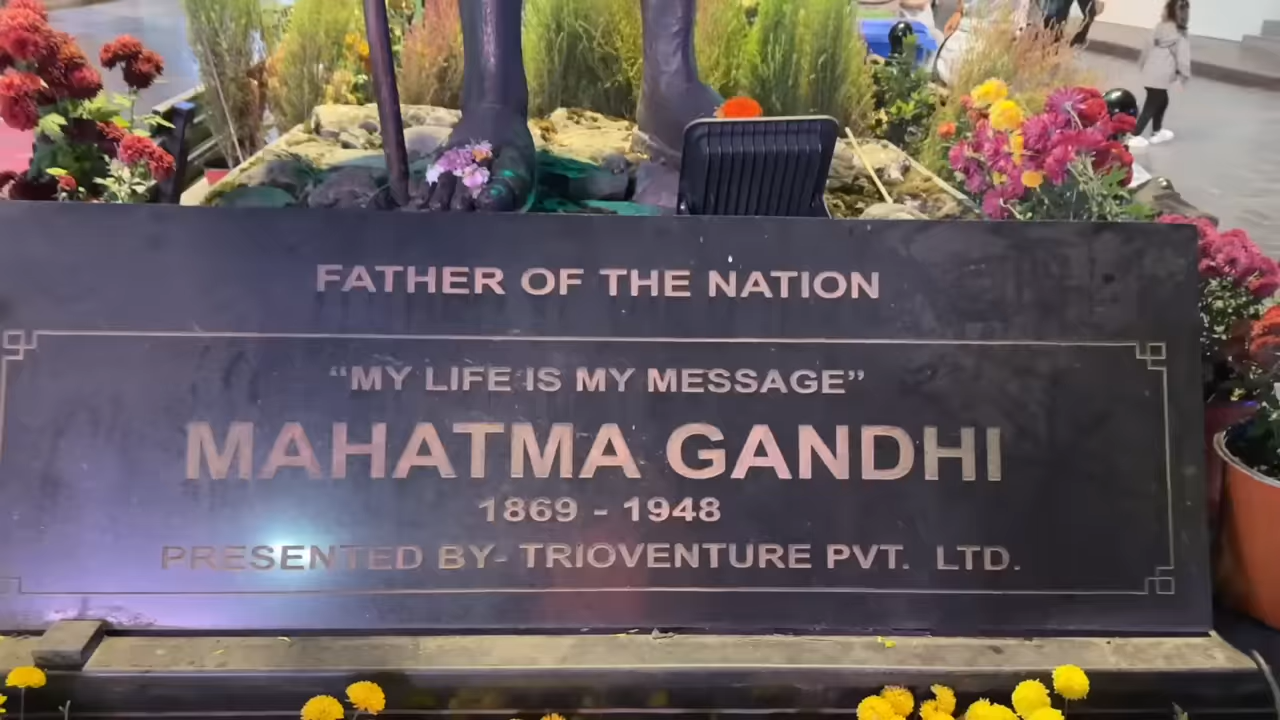 FATHER OF THE NATION
“MY LIFE IS MY MESSAGE”
MAHATMA GANDHI
1869 - 1948
PRESENTED BY- TRIOVENTURE PVT. LTD.